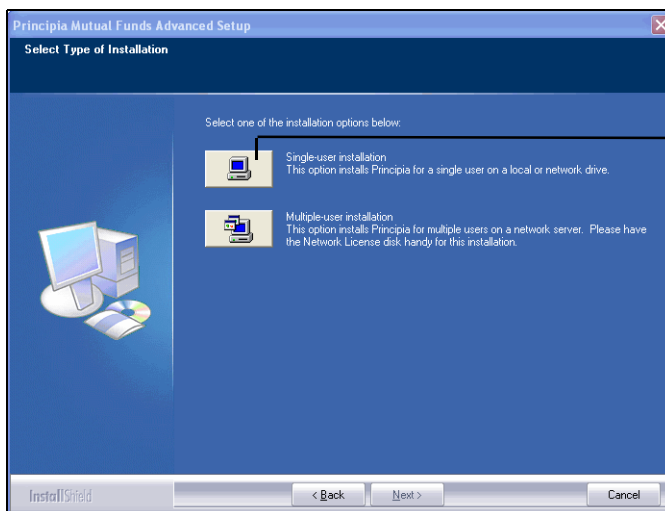 Principia Mutual Funds Advanced Setup
Select Type of Installation
Select one of the installation options below:
Single-user installation
This option installs Principia for a single user on a local or network drive.
Multiple-user installation
This option installs Principia for multiple users on a network server. Please have
the Network License disk handy for this installation.
InstallShield
< Back
Next >
Cancel